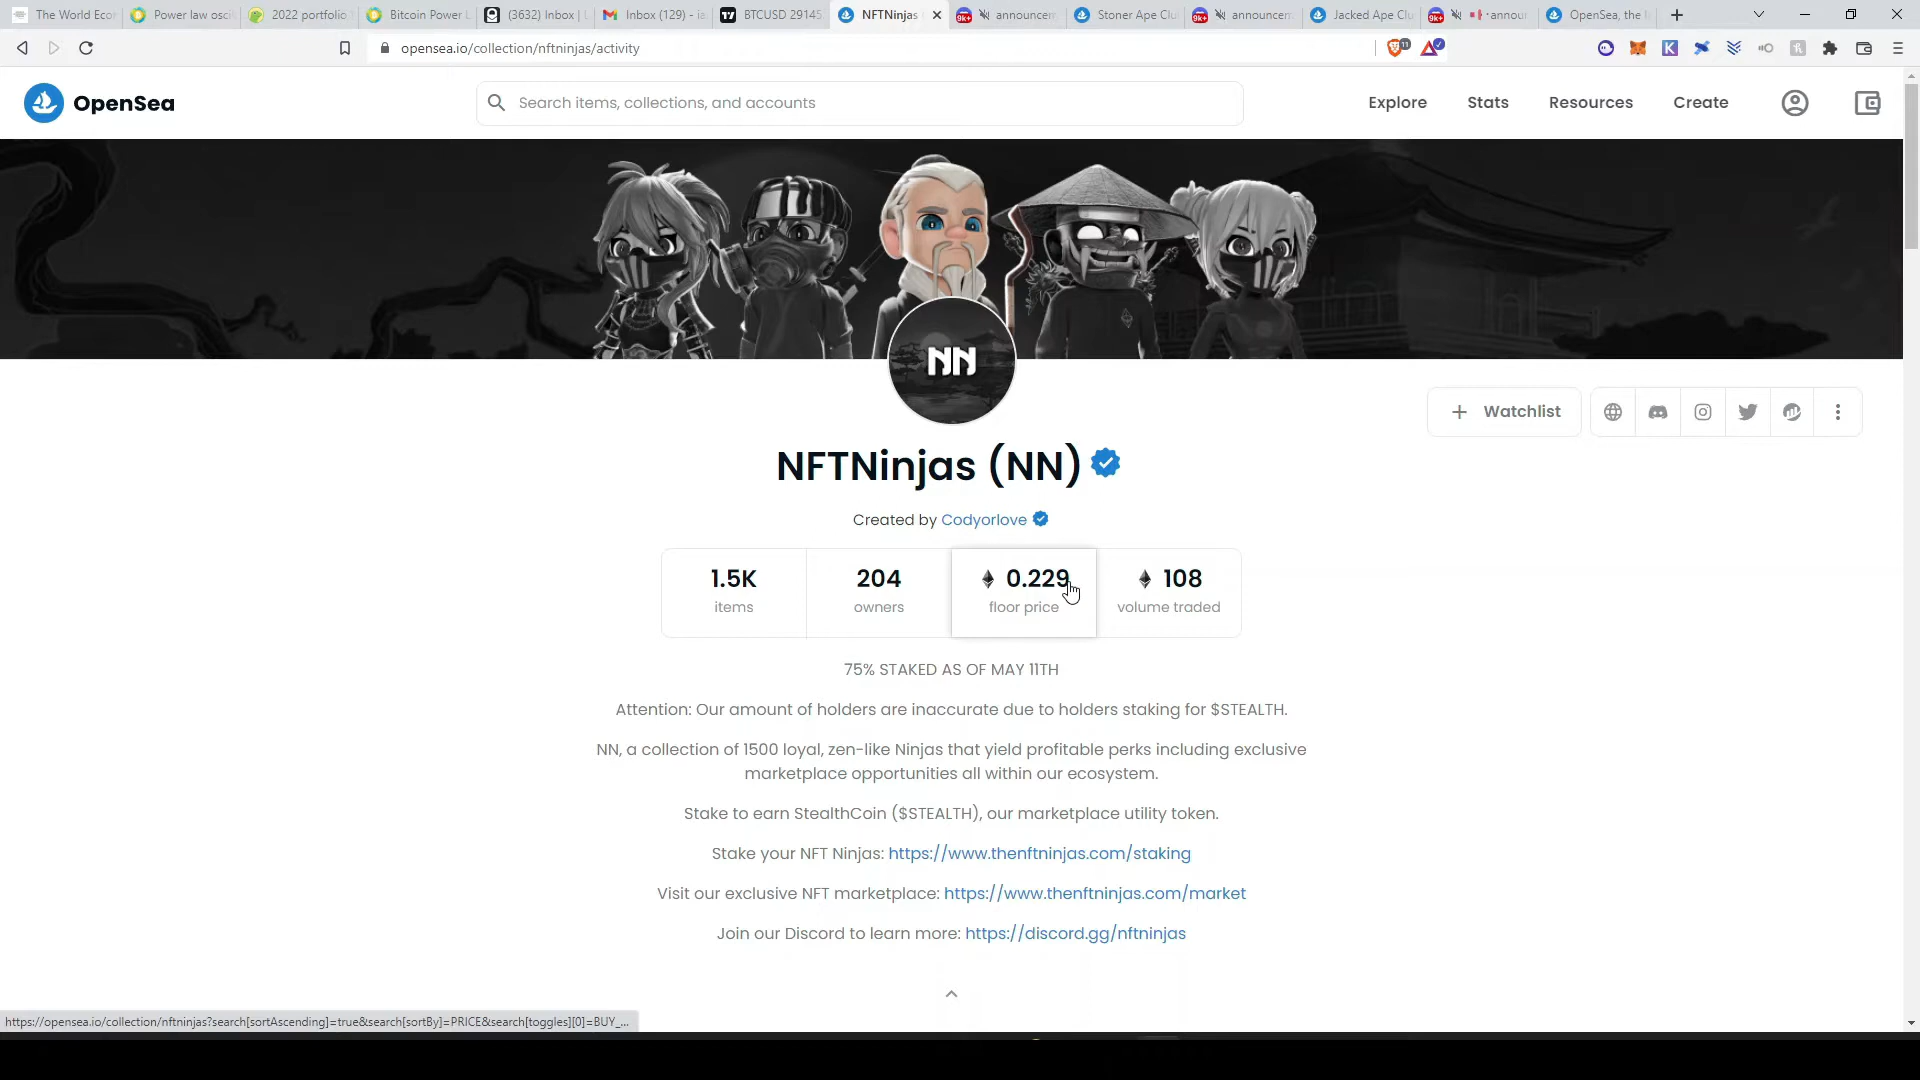 The World Ecor
Power law osci
2022 portfolio
Bitcoin Power L
(3632) Inbox |
Inbox (129) - ia
BTCUSD 29145.
NFTNinjas
announcem
Stoner Ape Clu
announcem
Jacked Ape Clu
annou
OpenSea, the l
opensea.io/collection/nftninjas/activity
11
OpenSea
Search items, collections, and accounts
Explore
Stats
Resources
Create
NN
+ Watchlist
NFTNinjas (NN)
Created by Codyorlove
1.5K
items
204
owners
0.229
floor price
108
volume traded
75% STAKED AS OF MAY 11TH
Attention: Our amount of holders are inaccurate due to holders staking for $STEALTH.
NN, a collection of 1500 loyal, zen-like Ninjas that yield profitable perks including exclusive
marketplace opportunities all within our ecosystem.
Stake to earn StealthCoin ($STEALTH), our marketplace utility token.
Stake your NFT Ninjas: https://www.thenftninjas.com/staking
Visit our exclusive NFT marketplace: https://www.thenftninjas.com/market
Join our Discord to learn more: https://discord.gg/nftninjas
https://opensea.io/collection/nftninjas?search[sortAscending]=true&search[sortBy]=PRICE&search[toggles][0]=BUY_...